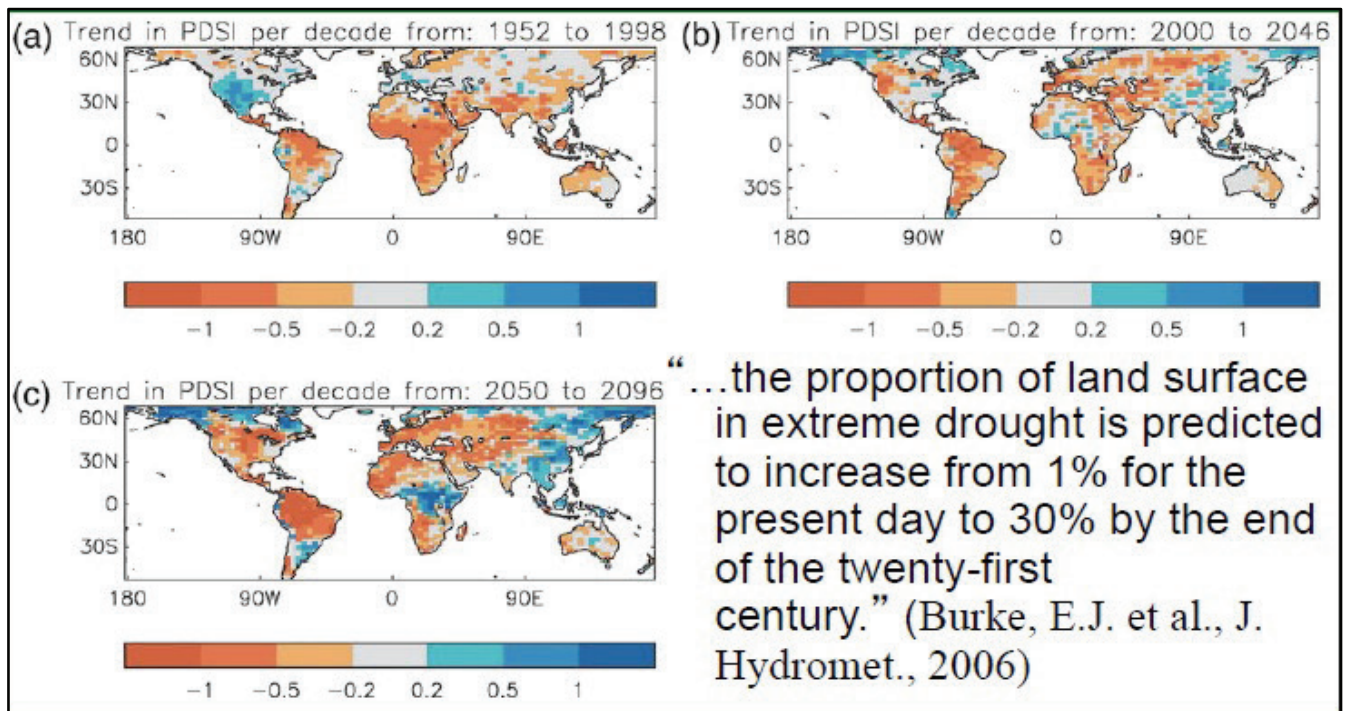 (a) Trend in PDSI per decade from: 1952 to 1998
60N
30N
0
30S
180 90W 0 90E
−1 −0.5 −0.2 0.2 0.5 1
(b) Trend in PDSI per decade from: 2000 to 2046
60N
30N
0
30S
180 90W 0 90E
−1 −0.5 −0.2 0.2 0.5 1
(c) Trend in PDSI per decade from: 2050 to 2096
60N
30N
0
30S
180 90W 0 90E
−1 −0.5 −0.2 0.2 0.5 1
“…the proportion of land surface
in extreme drought is predicted
to increase from 1% for the
present day to 30% by the end
of the twenty-first
century.” (Burke, E.J. et al., J.
Hydromet., 2006)